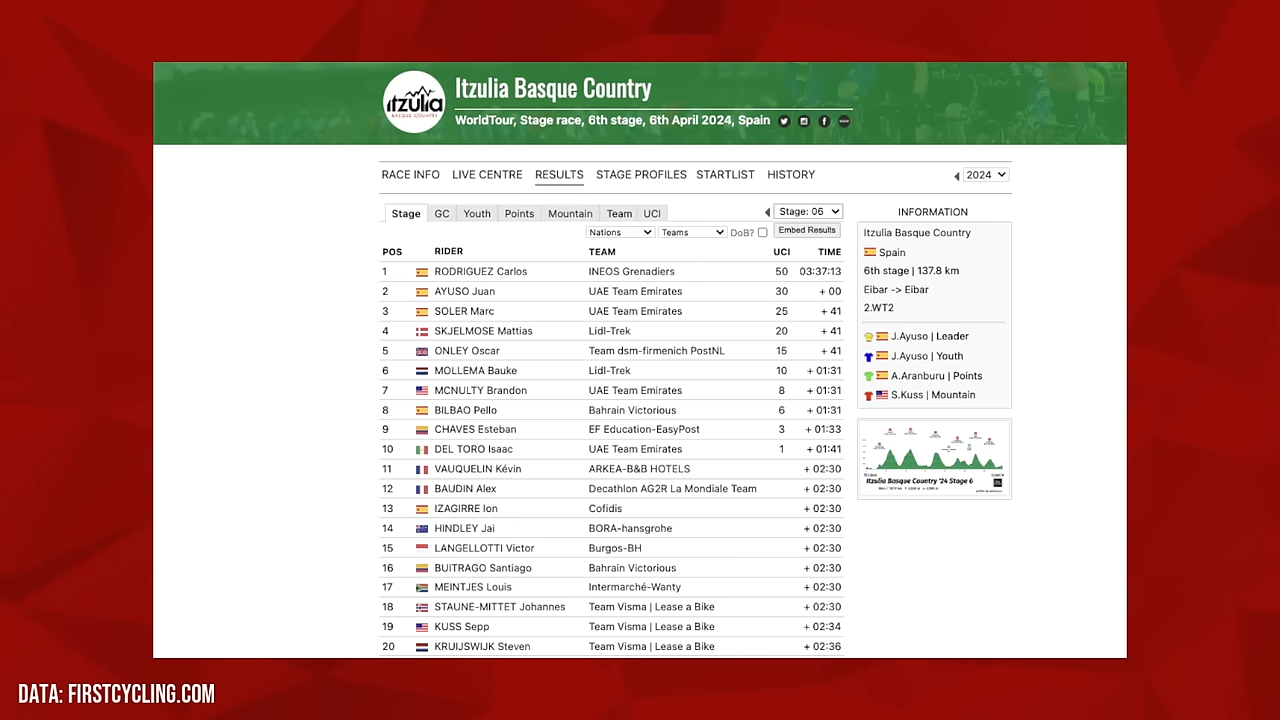 itzulia
BASQUE COUNTRY
Itzulia Basque Country
WorldTour, Stage race, 6th stage, 6th April 2024, Spain
RACE INFO LIVE CENTRE RESULTS STAGE PROFILES STARTLIST HISTORY 2024
Stage GC Youth Points Mountain Team UCI Stage: 06
Nations Teams DoB? Embed Results
POS RIDER TEAM UCI TIME
1 RODRIGUEZ Carlos INEOS Grenadiers 50 03:37:13
2 AYUSO Juan UAE Team Emirates 30 + 00
3 SOLER Marc UAE Team Emirates 25 + 41
4 SKJELMOSE Mattias Lidl-Trek 20 + 41
5 ONLEY Oscar Team dsm-firmenich PostNL 15 + 41
6 MOLLEMA Bauke Lidl-Trek 10 + 01:31
7 MCNULTY Brandon UAE Team Emirates 8 + 01:31
8 BILBAO Pello Bahrain Victorious 6 + 01:31
9 CHAVES Esteban EF Education-EasyPost 3 + 01:33
10 DEL TORO Isaac UAE Team Emirates 1 + 01:41
11 VAUQUELIN Kévin ARKEA-B&B HOTELS + 02:30
12 BAUDIN Alex Decathlon AG2R La Mondiale Team + 02:30
13 IZAGIRRE Ion Cofidis + 02:30
14 HINDLEY Jai BORA-hansgrohe + 02:30
15 LANGELLOTTI Victor Burgos-BH + 02:30
16 BUITRAGO Santiago Bahrain Victorious + 02:30
17 MEINTJES Louis Intermarché-Wanty + 02:30
18 STAUNE-MITTET Johannes Team Visma | Lease a Bike + 02:30
19 KUSS Sepp Team Visma | Lease a Bike + 02:34
20 KRUIJSWIJK Steven Team Visma | Lease a Bike + 02:36
INFORMATION
Itzulia Basque Country
Spain
6th stage | 137.8 km
Eibar -> Eibar
2.WT2
J.Ayuso | Leader
J.Ayuso | Youth
A.Aranburu | Points
S.Kuss | Mountain
Itzulia Basque Country '24 Stage 6
DATA: FIRSTCYCLING.COM